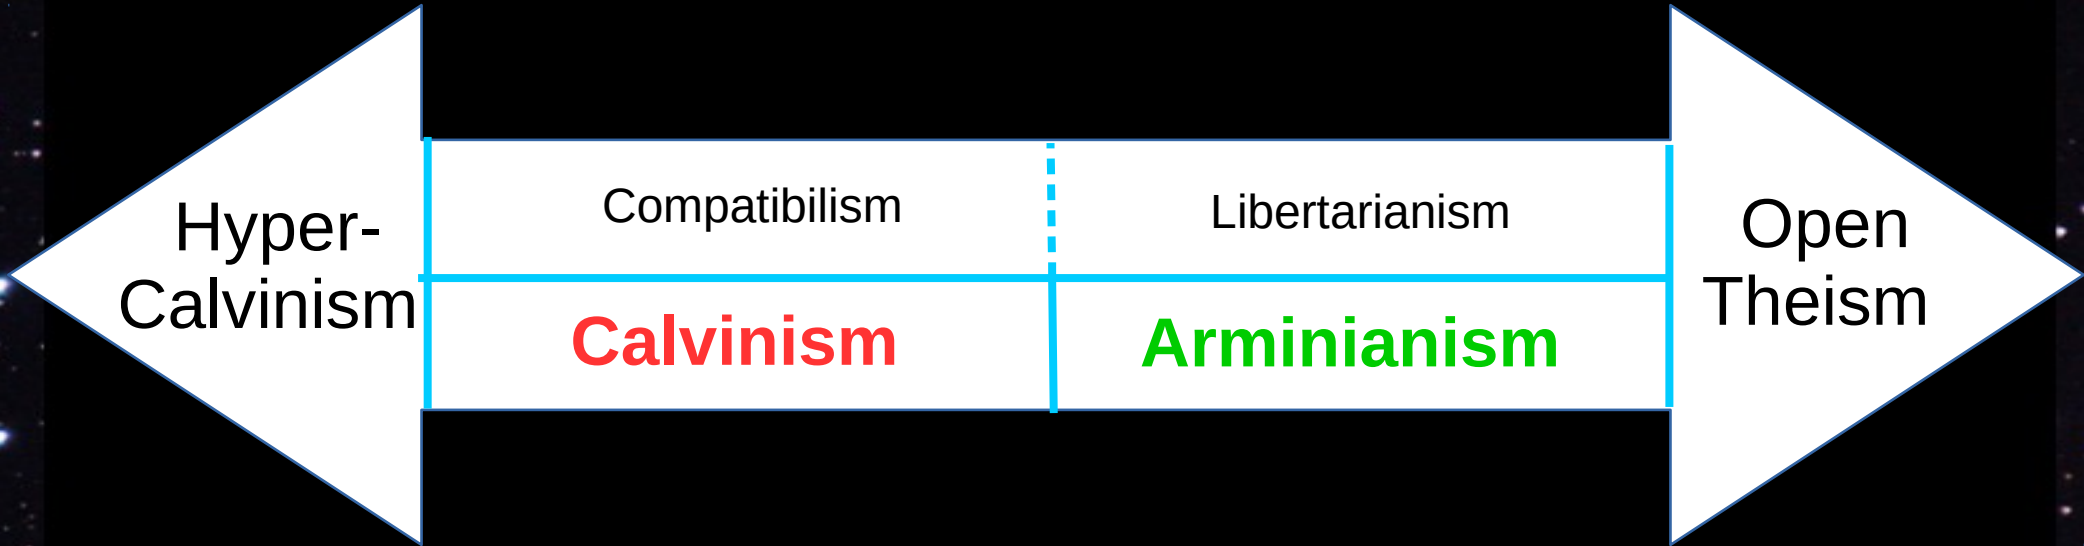 Hyper-
Calvinism
Compatibilism
Libertarianism
Calvinism
Arminianism
Open
Theism